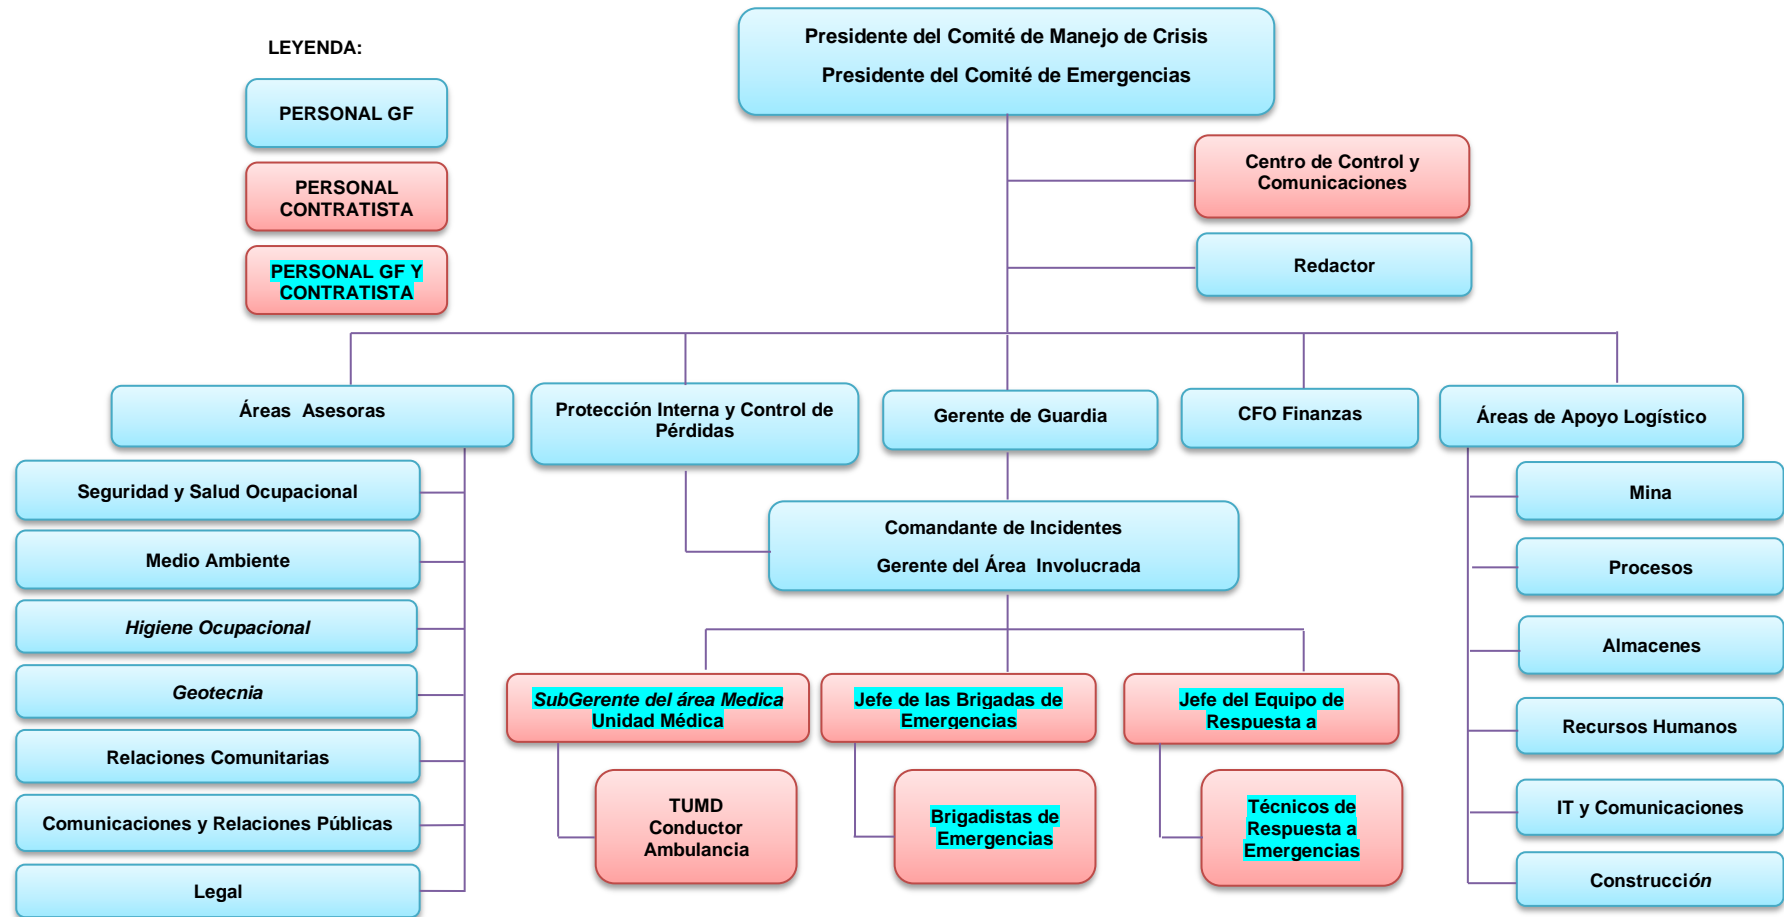 LEYENDA:
PERSONAL GF
PERSONAL
CONTRATISTA
PERSONAL GF Y
CONTRATISTA
Presidente del Comité de Manejo de Crisis
Presidente del Comité de Emergencias
Centro de Control y
Comunicaciones
Redactor
Áreas Asesoras
Protección Interna y Control de
Pérdidas
Gerente de Guardia
CFO Finanzas
Áreas de Apoyo Logístico
Seguridad y Salud Ocupacional
Medio Ambiente
Higiene Ocupacional
Geotecnia
Relaciones Comunitarias
Comunicaciones y Relaciones Públicas
Legal
Comandante de Incidentes
Gerente del Área Involucrada
SubGerente del área Medica
Unidad Médica
Jefe de las Brigadas de
Emergencias
Jefe del Equipo de
Respuesta a
TUMD
Conductor
Ambulancia
Brigadistas de
Emergencias
Técnicos de
Respuesta a
Emergencias
Mina
Procesos
Almacenes
Recursos Humanos
IT y Comunicaciones
Construcción